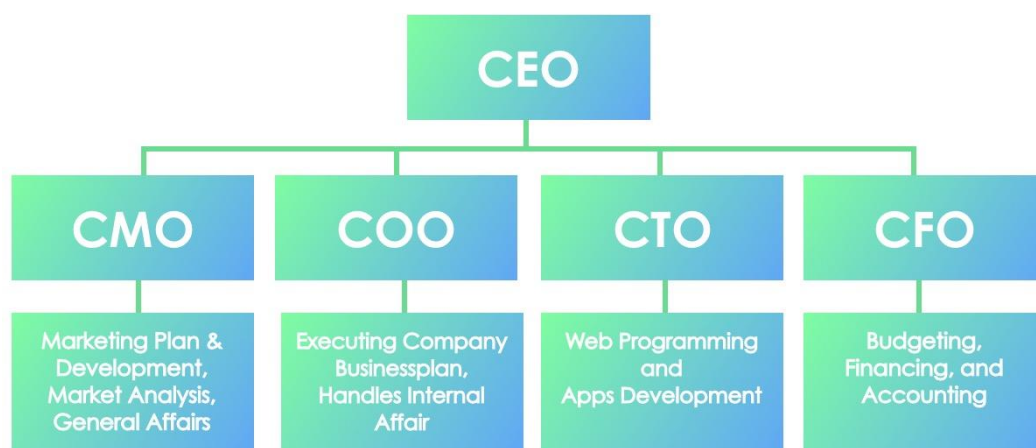 CEO
CMO
COO
CTO
CFO
Marketing Plan &
Development,
Market Analysis,
General Affairs
Executing Company
Businessplan,
Handles Internal
Affair
Web Programming
and
Apps Development
Budgeting,
Financing, and
Accounting